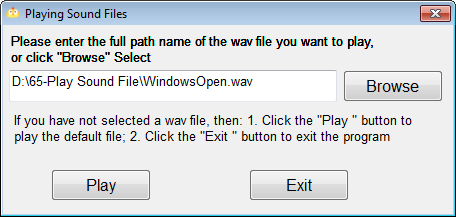 Playing Sound Files
Please enter the full path name of the wav file you want to play,
or click "Browse" Select
D:\65-Play Sound File\WindowsOpen.wav
Browse
If you have not selected a wav file, then: 1. Click the "Play " button to
play the default file; 2. Click the "Exit " button to exit the program
Play
Exit